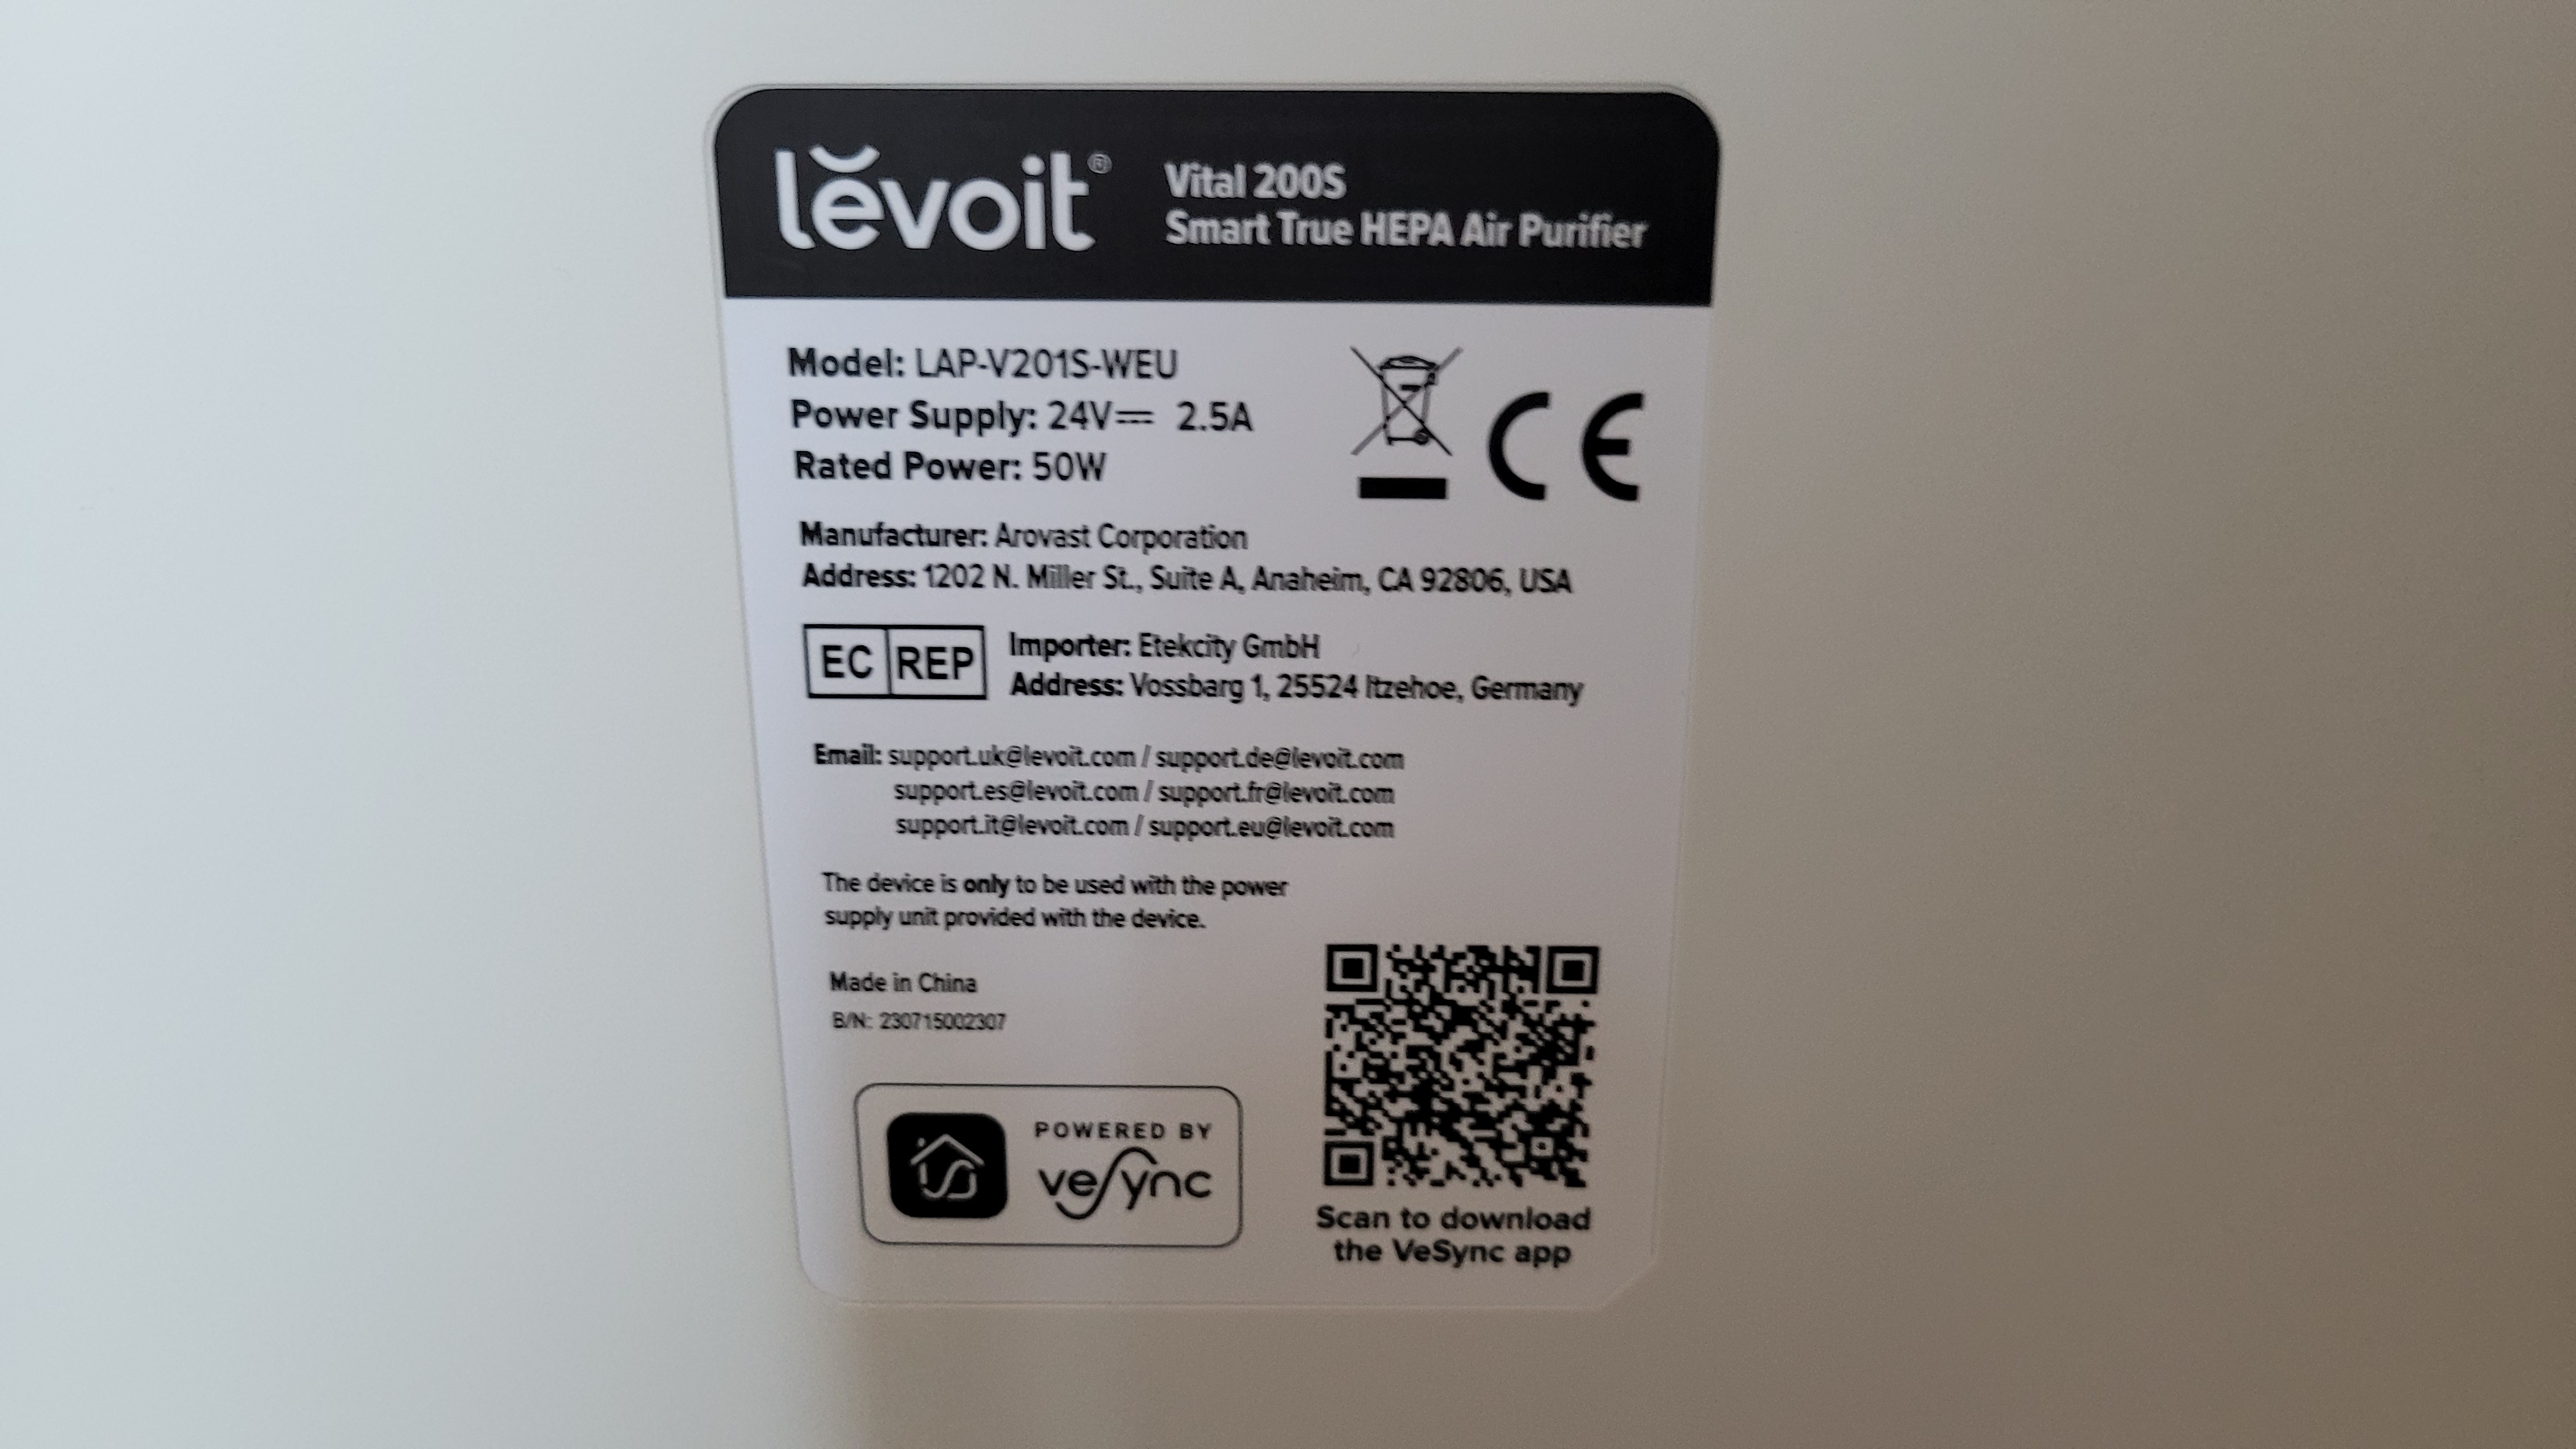 levoit®
Vital 200S
Smart True HEPA Air Purifier
Model: LAP-V201S-WEU
Power Supply: 24V⎓ 2.5A
Rated Power: 50W
CE
Manufacturer: Arovast Corporation
Address: 1202 N. Miller St., Suite A, Anaheim, CA 92806, USA
EC REP
Importer: Etekcity GmbH
Address: Vossbarg 1, 25524 Itzehoe, Germany
Email: support.uk@levoit.com / support.de@levoit.com
support.es@levoit.com / support.fr@levoit.com
support.it@levoit.com / support.eu@levoit.com
The device is only to be used with the power
supply unit provided with the device.
Made in China
B/N: 230715002307
POWERED BY
vesync
Scan to download
the VeSync app